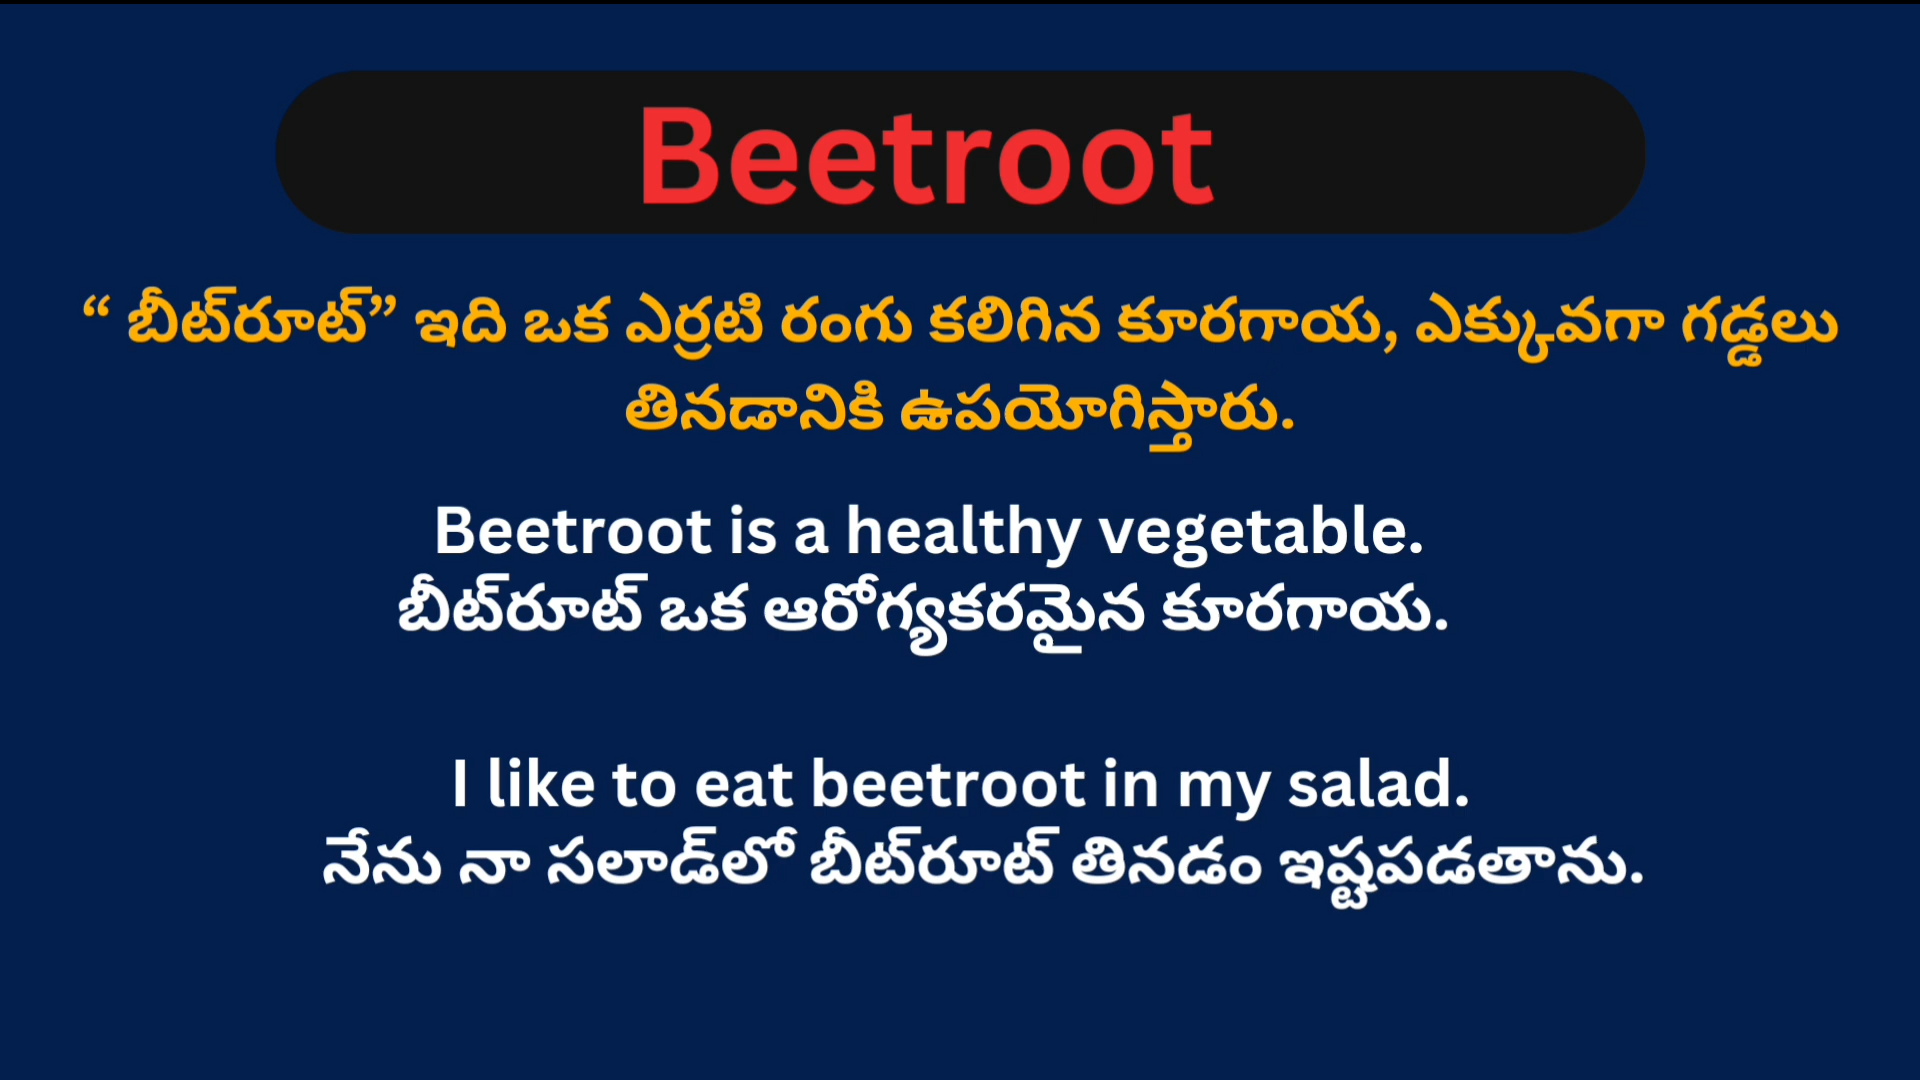 Beetroot
“ బీట్‌రూట్” ఇది ఒక ఎర్రటి రంగు కలిగిన కూరగాయ, ఎక్కువగా గడ్డలు
తినడానికి ఉపయోగిస్తారు.
Beetroot is a healthy vegetable.
బీట్‌రూట్ ఒక ఆరోగ్యకరమైన కూరగాయ.
I like to eat beetroot in my salad.
నేను నా సలాడ్‌లో బీట్‌రూట్ తినడం ఇష్టపడతాను.